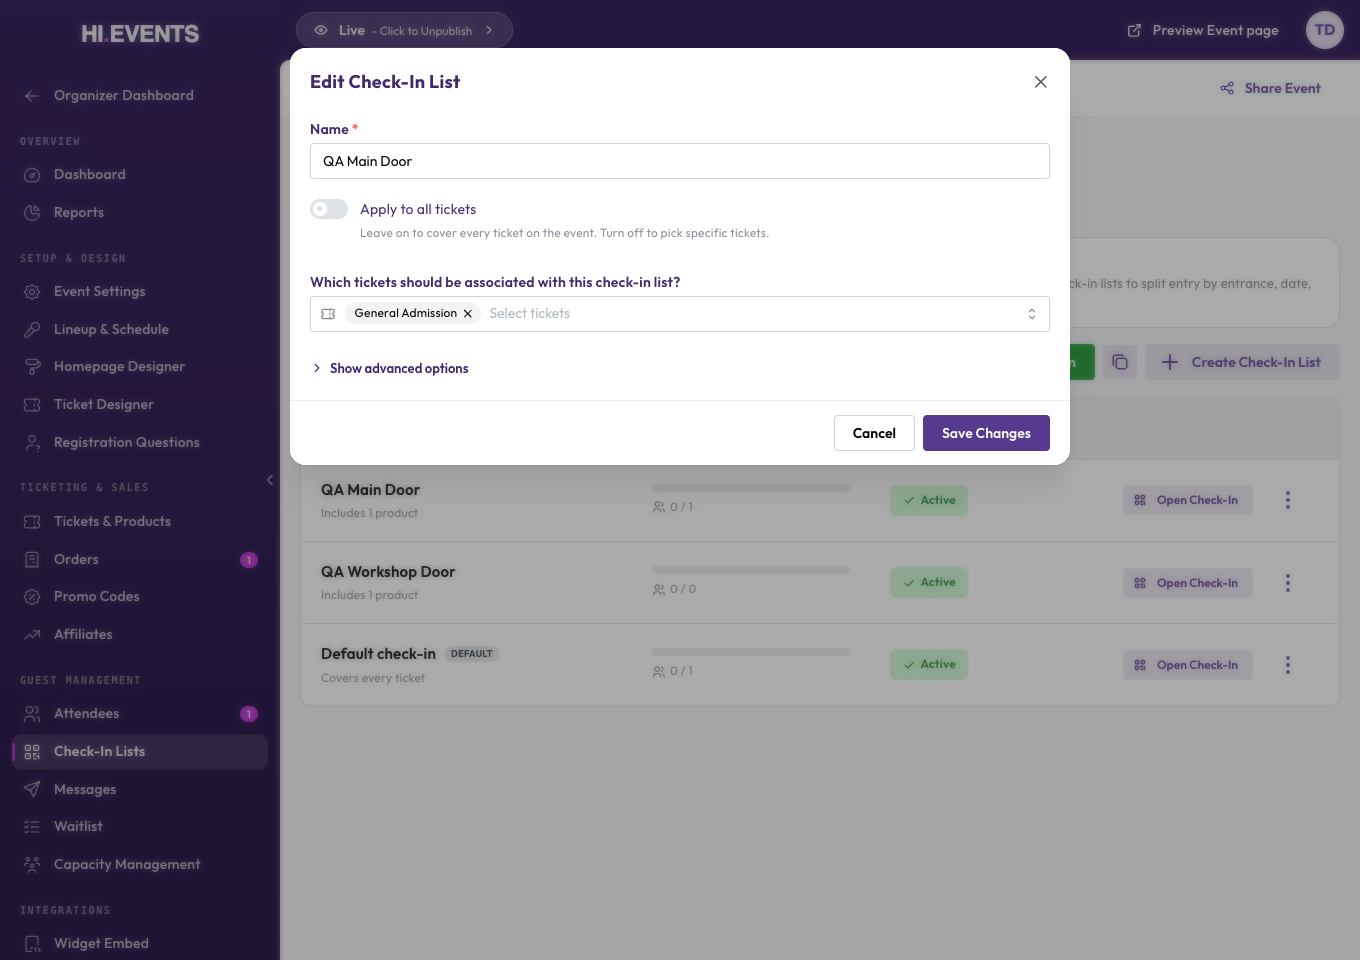 HI.EVENTS
Live - Click to Unpublish
Preview Event page
TD
Organizer Dashboard
Share Event
OVERVIEW
Dashboard
Reports
SETUP & DESIGN
Event Settings
Lineup & Schedule
Homepage Designer
Ticket Designer
Registration Questions
TICKETING & SALES
Tickets & Products
Orders 1
Promo Codes
Affiliates
GUEST MANAGEMENT
Attendees 1
Check-In Lists
Messages
Waitlist
Capacity Management
INTEGRATIONS
Widget Embed
Edit Check-In List
Name *
QA Main Door
Apply to all tickets
Leave on to cover every ticket on the event. Turn off to pick specific tickets.
Which tickets should be associated with this check-in list?
General Admission Select tickets
Show advanced options
Cancel Save Changes
lists to split entry by entrance, date,
Create Check-In List
QA Main Door
Includes 1 product
0 / 1
Active
Open Check-In
QA Workshop Door
Includes 1 product
0 / 0
Active
Open Check-In
Default check-in DEFAULT
Covers every ticket
0 / 1
Active
Open Check-In